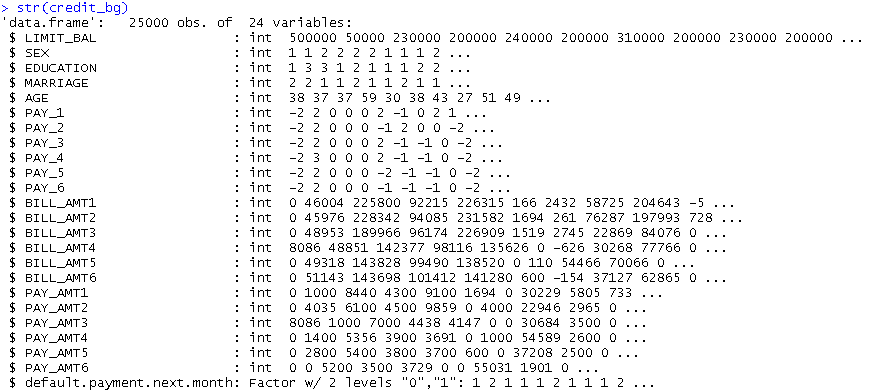 > str(credit_bg)
'data.frame':   25000 obs. of  24 variables:
 $ LIMIT_BAL                 : int  500000 50000 230000 200000 240000 200000 310000 200000 230000 200000 ...
 $ SEX                       : int  1 1 2 2 2 2 1 1 1 2 ...
 $ EDUCATION                 : int  1 3 3 1 2 1 1 1 2 2 ...
 $ MARRIAGE                  : int  2 2 1 1 2 1 1 2 1 1 ...
 $ AGE                       : int  38 37 37 59 30 38 43 27 51 49 ...
 $ PAY_1                     : int  -2 2 0 0 0 2 -1 0 2 1 ...
 $ PAY_2                     : int  -2 2 0 0 0 -1 2 0 0 -2 ...
 $ PAY_3                     : int  -2 2 0 0 0 2 -1 -1 0 -2 ...
 $ PAY_4                     : int  -2 3 0 0 0 2 -1 -1 0 -2 ...
 $ PAY_5                     : int  -2 2 0 0 0 -2 -1 -1 0 -2 ...
 $ PAY_6                     : int  -2 2 0 0 0 -1 -1 -1 0 -2 ...
 $ BILL_AMT1                 : int  0 46004 225800 92215 226315 166 2432 58725 204643 -5 ...
 $ BILL_AMT2                 : int  0 45976 228342 94085 231582 1694 261 76287 197993 728 ...
 $ BILL_AMT3                 : int  0 48953 189966 96174 226909 1519 2745 22869 84076 0 ...
 $ BILL_AMT4                 : int  8086 48851 142377 98116 135626 0 -626 30268 77766 0 ...
 $ BILL_AMT5                 : int  0 49318 143828 99490 138520 0 110 54466 70066 0 ...
 $ BILL_AMT6                 : int  0 51143 143698 101412 141280 600 -154 37127 62865 0 ...
 $ PAY_AMT1                  : int  0 1000 8440 4300 9100 1694 0 30229 5805 733 ...
 $ PAY_AMT2                  : int  0 4035 6100 4500 9859 0 4000 22946 2965 0 ...
 $ PAY_AMT3                  : int  8086 1000 7000 4438 4147 0 0 30684 3500 0 ...
 $ PAY_AMT4                  : int  0 1400 5356 3900 3691 0 1000 54589 2600 0 ...
 $ PAY_AMT5                  : int  0 2800 5400 3800 3700 600 0 37208 2500 0 ...
 $ PAY_AMT6                  : int  0 0 5200 3500 3729 0 0 55031 1901 0 ...
 $ default.payment.next.month: Factor w/ 2 levels "0","1": 1 2 1 1 1 2 1 1 1 2 ...